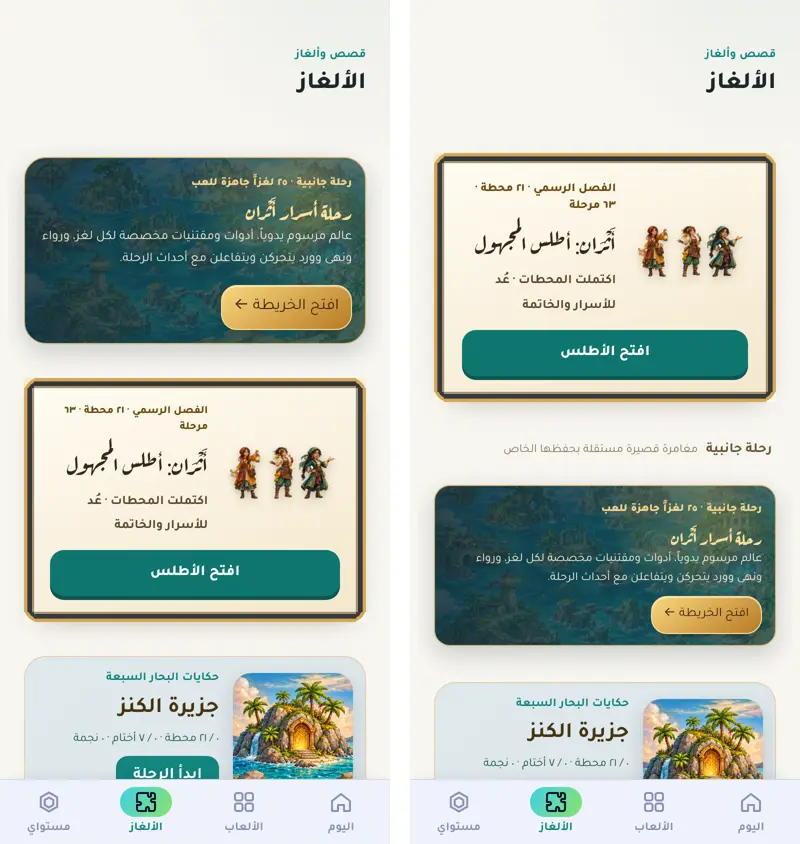 قصص وألغاز
الألغاز
رحلة جانبية · ٢٥ لغزاً جاهزة للعب
رحلة أسرار أَثَران
عالم مرسوم يدوياً، أدوات ومقتنيات مخصصة لكل لغز، ورواء
ونهى وورد يتحركن ويتفاعلن مع أحداث الرحلة.
افتح الخريطة ←
الفصل الرسمي · ٢١ محطة · ٦٣
مرحلة
أَثَران: أطلس المجهول
اكتملت المحطات · عُد
للأسرار والخاتمة
افتح الأطلس
حكايات البحار السبعة
جزيرة الكنز
٠/٢١ محطة · ٠/٧ أختام · ٠ نجمة
ابدأ الرحلة
اليوم
الألعاب
الألغاز
مستواي
قصص وألغاز
الألغاز
الفصل الرسمي · ٢١ محطة ·
٦٣ مرحلة
أَثَران: أطلس المجهول
اكتملت المحطات · عُد
للأسرار والخاتمة
افتح الأطلس
رحلة جانبية مغامرة قصيرة مستقلة بحفظها الخاص
رحلة جانبية · ٢٥ لغزاً جاهزة للعب
رحلة أسرار أَثَران
عالم مرسوم يدوياً، أدوات ومقتنيات مخصصة لكل لغز، ورواء
ونهى وورد يتحركن ويتفاعلن مع أحداث الرحلة.
افتح الخريطة ←
حكايات البحار السبعة
جزيرة الكنز
٠/٢١ محطة · ٠/٧ أختام · ٠ نجمة
اليوم
الألعاب
الألغاز
مستواي